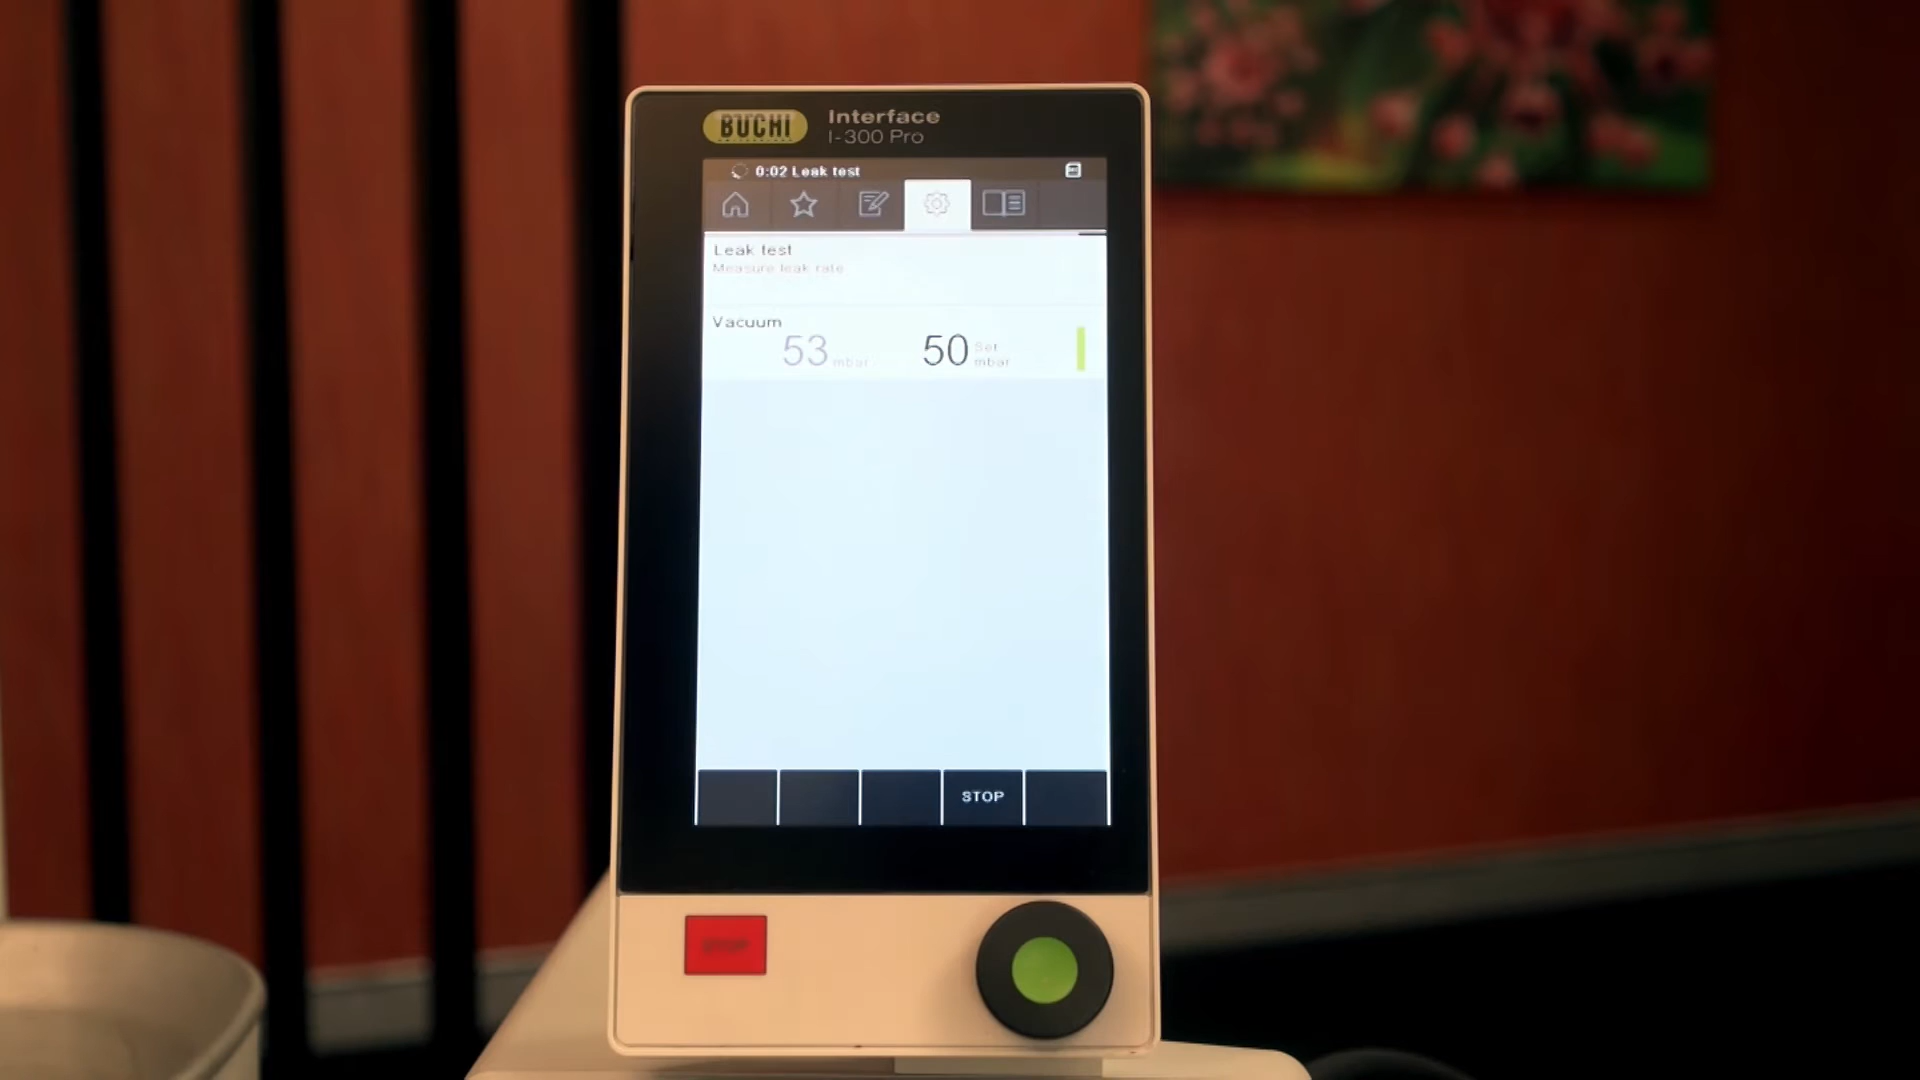 BUCHI
Interface
I-300 Pro
0:02 Leak test
Leak test
Measure leak rate
Vacuum
53 mbar
50 Set mbar
STOP
STOP